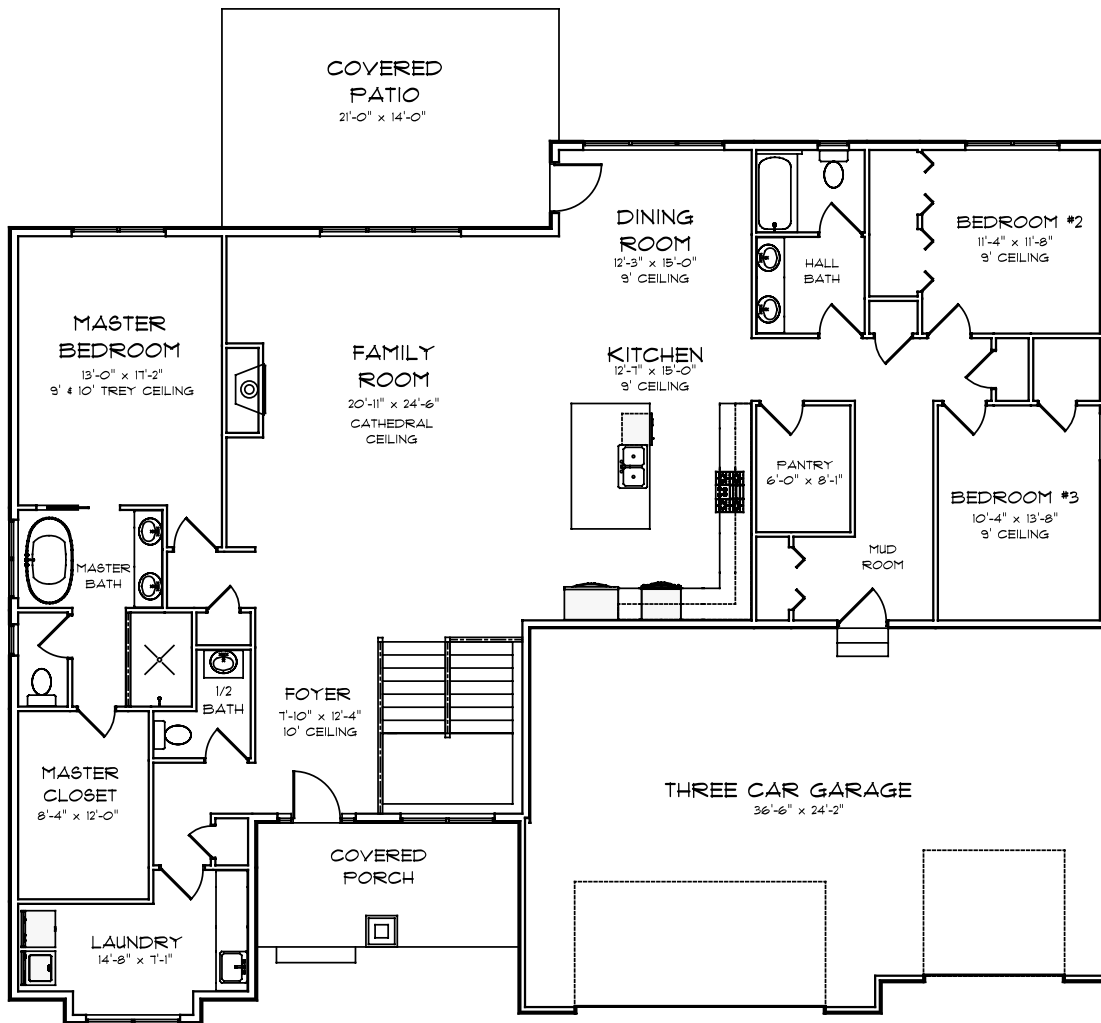 COVERED
PATIO
21'-0" x 14'-0"
DINING
ROOM
12'-3" x 15'-0"
9' CEILING
HALL
BATH
BEDROOM #2
11'-4" x 11'-8"
9' CEILING
MASTER
BEDROOM
13'-0" x 17'-2"
9' & 10' TREY CEILING
FAMILY
ROOM
20'-11" x 24'-6"
CATHEDRAL
CEILING
KITCHEN
12'-7" x 15'-0"
9' CEILING
PANTRY
6'-0" x 8'-1"
BEDROOM #3
10'-4" x 13'-8"
9' CEILING
MUD
ROOM
MASTER
BATH
1/2
BATH
FOYER
7'-10" x 12'-4"
10' CEILING
MASTER
CLOSET
8'-4" x 12'-0"
THREE CAR GARAGE
36'-6" x 24'-2"
COVERED
PORCH
LAUNDRY
14'-8" x 7'-1"